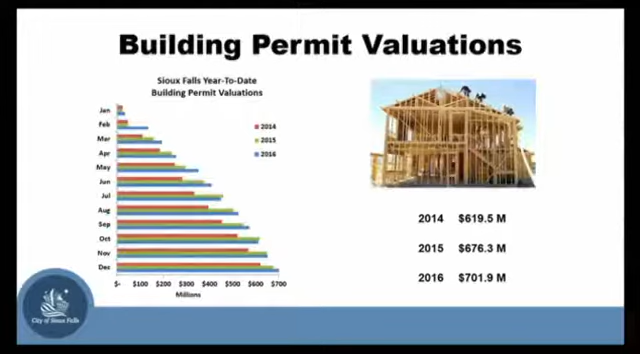 Building Permit Valuations
Sioux Falls Year-To-Date
Building Permit Valuations
Jan
Feb
Mar
Apr
May
Jun
Jul
Aug
Sep
Oct
Nov
Dec
2014
2015
2016
$- $100 $200 $300 $400 $500 $600 $700
Millions
2014 $619.5 M
2015 $676.3 M
2016 $701.9 M
City of Sioux Falls